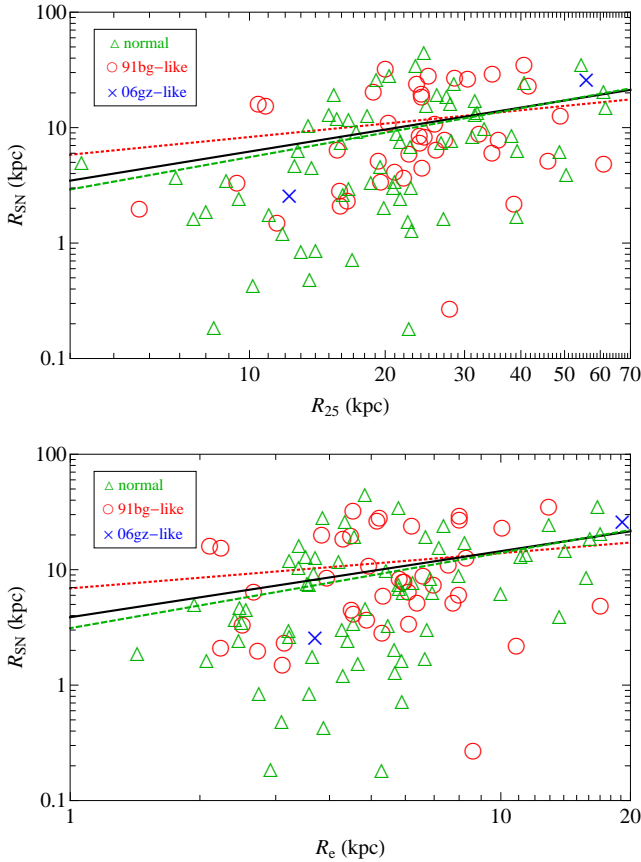 100
10
1
0.1
R_SN (kpc)
normal
91bg−like
06gz−like
10 20 30 40 50 60 70
R_25 (kpc)
100
10
1
0.1
R_SN (kpc)
normal
91bg−like
06gz−like
1 10 20
R_e (kpc)